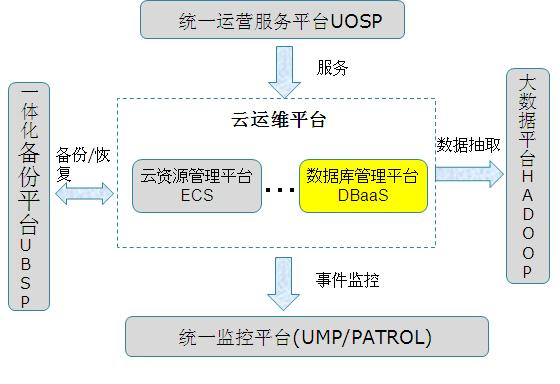 统一运营服务平台UOSP
服务
一体化备份平台UBSP
备份/恢
复
云运维平台
云资源管理平台
ECS
...
数据库管理平台
DBaaS
数据抽取
大数据平台HADOOP
事件监控
统一监控平台(UMP/PATROL)